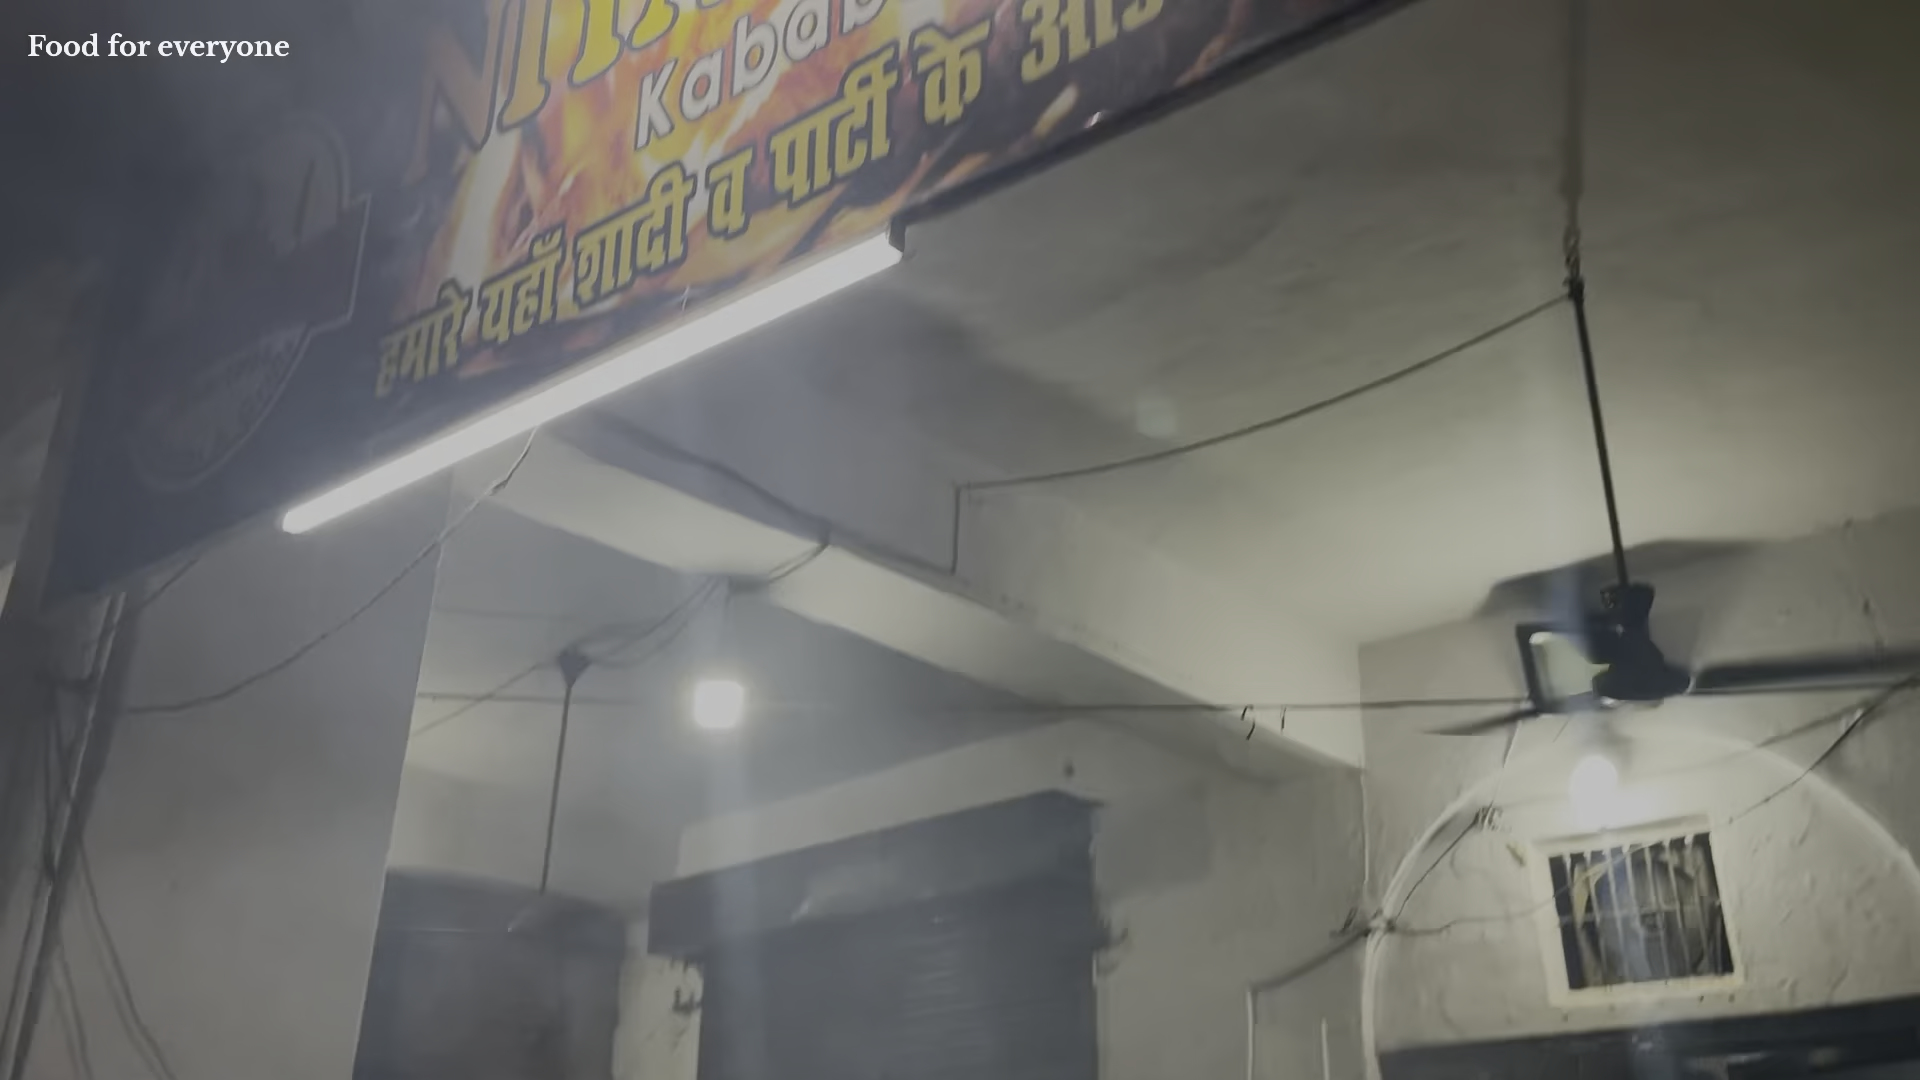 Food for everyone
Kabab
हमारे यहाँ शादी व पार्टी के